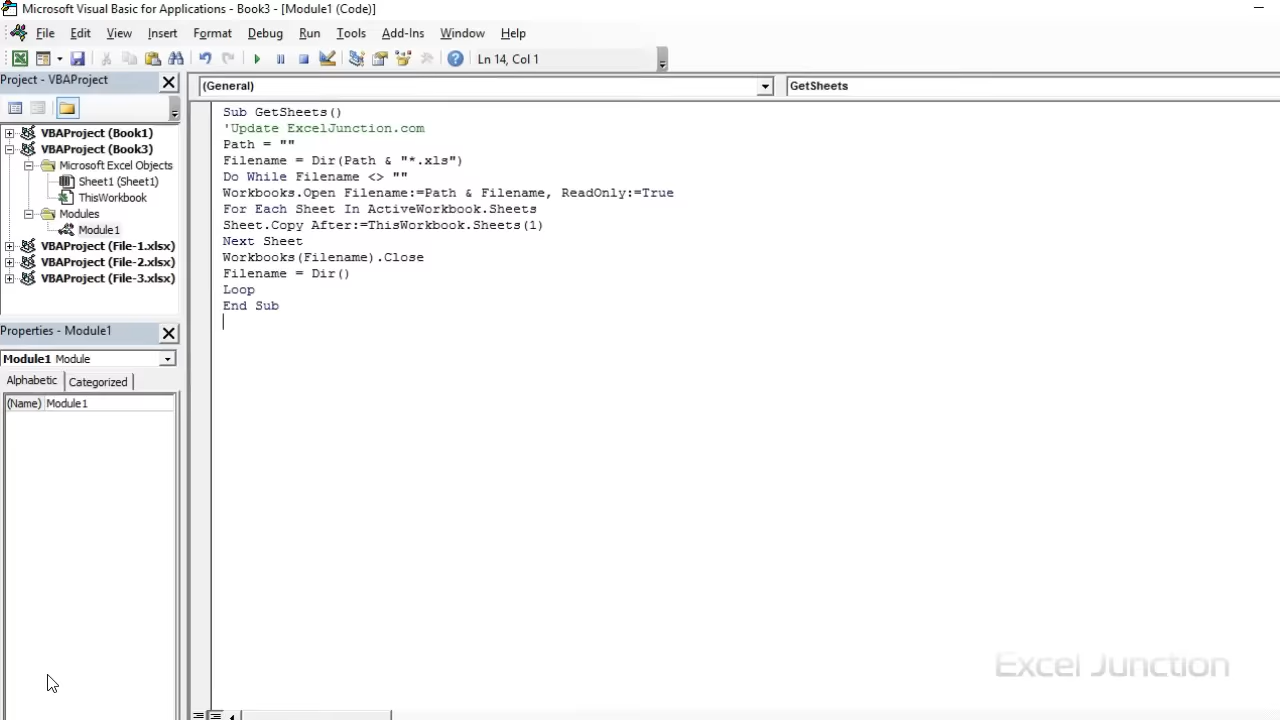 Microsoft Visual Basic for Applications - Book3 - [Module1 (Code)]
File Edit View Insert Format Debug Run Tools Add-Ins Window Help
Ln 14, Col 1
Project - VBAProject
(General)
GetSheets
VBAProject (Book1)
VBAProject (Book3)
Microsoft Excel Objects
Sheet1 (Sheet1)
ThisWorkbook
Modules
Module1
VBAProject (File-1.xlsx)
VBAProject (File-2.xlsx)
VBAProject (File-3.xlsx)
Properties - Module1
Module1 Module
Alphabetic Categorized
(Name) Module1
Sub GetSheets()
'Update ExcelJunction.com
Path = ""
Filename = Dir(Path & "*.xls")
Do While Filename <> ""
Workbooks.Open Filename:=Path & Filename, ReadOnly:=True
For Each Sheet In ActiveWorkbook.Sheets
Sheet.Copy After:=ThisWorkbook.Sheets(1)
Next Sheet
Workbooks(Filename).Close
Filename = Dir()
Loop
End Sub
Excel Junction